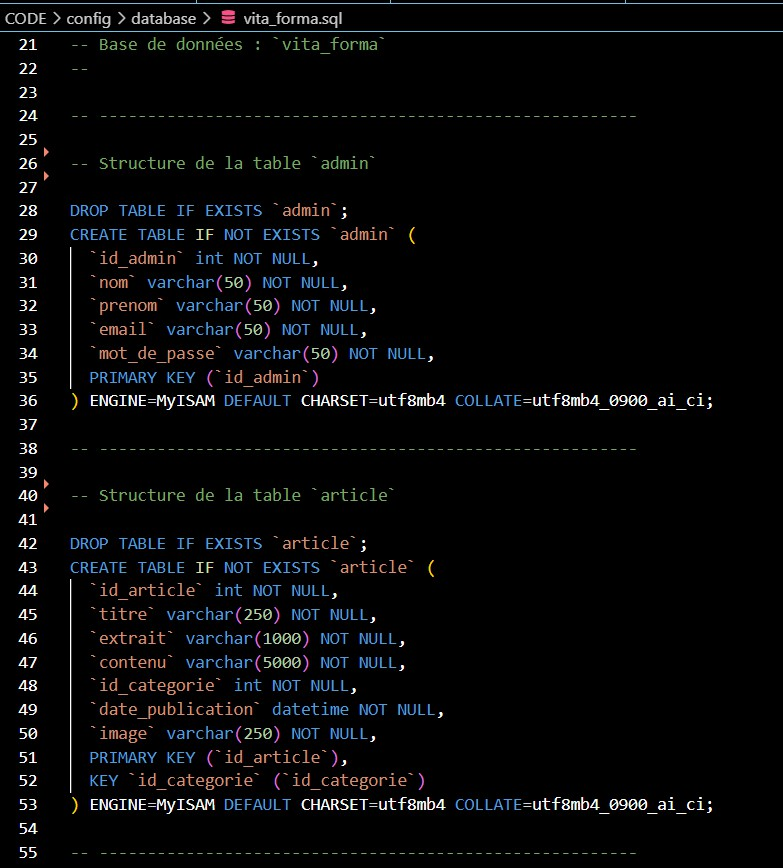 CODE > config > database > vita_forma.sql
21 -- Base de données : `vita_forma`
22 --
23
24 -- --------------------------------------------------------
25
26 -- Structure de la table `admin`
27
28 DROP TABLE IF EXISTS `admin`;
29 CREATE TABLE IF NOT EXISTS `admin` (
30 `id_admin` int NOT NULL,
31 `nom` varchar(50) NOT NULL,
32 `prenom` varchar(50) NOT NULL,
33 `email` varchar(50) NOT NULL,
34 `mot_de_passe` varchar(50) NOT NULL,
35 PRIMARY KEY (`id_admin`)
36 ) ENGINE=MyISAM DEFAULT CHARSET=utf8mb4 COLLATE=utf8mb4_0900_ai_ci;
37
38 -- --------------------------------------------------------
39
40 -- Structure de la table `article`
41
42 DROP TABLE IF EXISTS `article`;
43 CREATE TABLE IF NOT EXISTS `article` (
44 `id_article` int NOT NULL,
45 `titre` varchar(250) NOT NULL,
46 `extrait` varchar(1000) NOT NULL,
47 `contenu` varchar(5000) NOT NULL,
48 `id_categorie` int NOT NULL,
49 `date_publication` datetime NOT NULL,
50 `image` varchar(250) NOT NULL,
51 PRIMARY KEY (`id_article`),
52 KEY `id_categorie` (`id_categorie`)
53 ) ENGINE=MyISAM DEFAULT CHARSET=utf8mb4 COLLATE=utf8mb4_0900_ai_ci;
54
55 -- --------------------------------------------------------